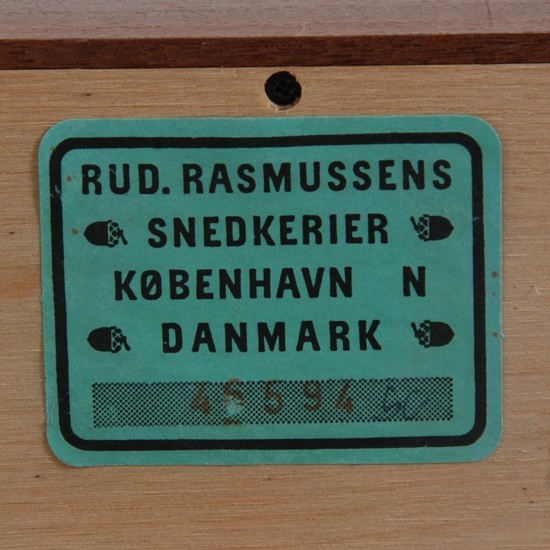 RUD. RASMUSSENS
SNEDKERIER
KØBENHAVN N
DANMARK